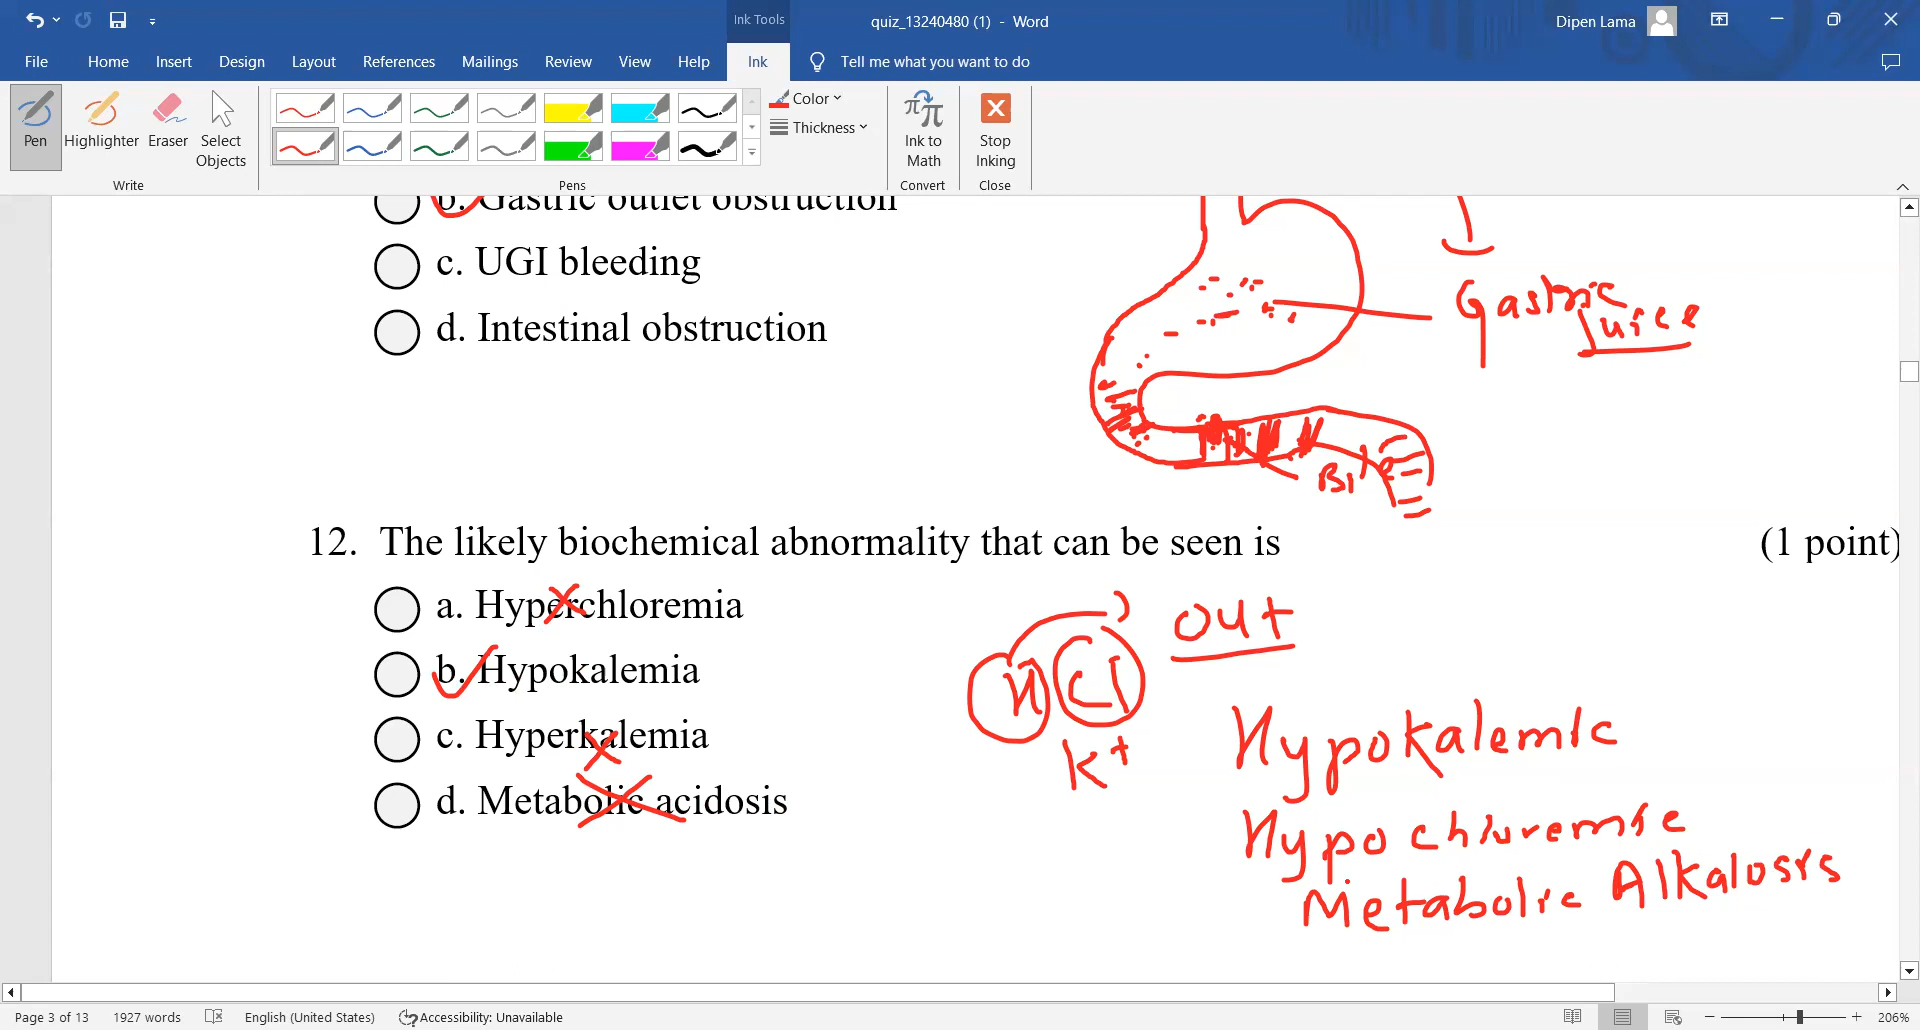 Ink Tools
quiz_13240480 (1) - Word
Dipen Lama
File Home Insert Design Layout References Mailings Review View Help Ink Tell me what you want to do
Pen Highlighter Eraser Select Objects
Color
Thickness
Ink to Math
Stop Inking
Write Pens Convert Close
b. Gastric outlet obstruction
c. UGI bleeding
d. Intestinal obstruction
Gastric
Juice
Bile
12. The likely biochemical abnormality that can be seen is (1 point)
a. Hyperchloremia
b. Hypokalemia
c. Hyperkalemia
d. Metabolic acidosis
out
H Cl
K+
Hypokalemic
Hypochloremic
Metabolic Alkalosis
Page 3 of 13 1927 words English (United States) Accessibility: Unavailable 206%